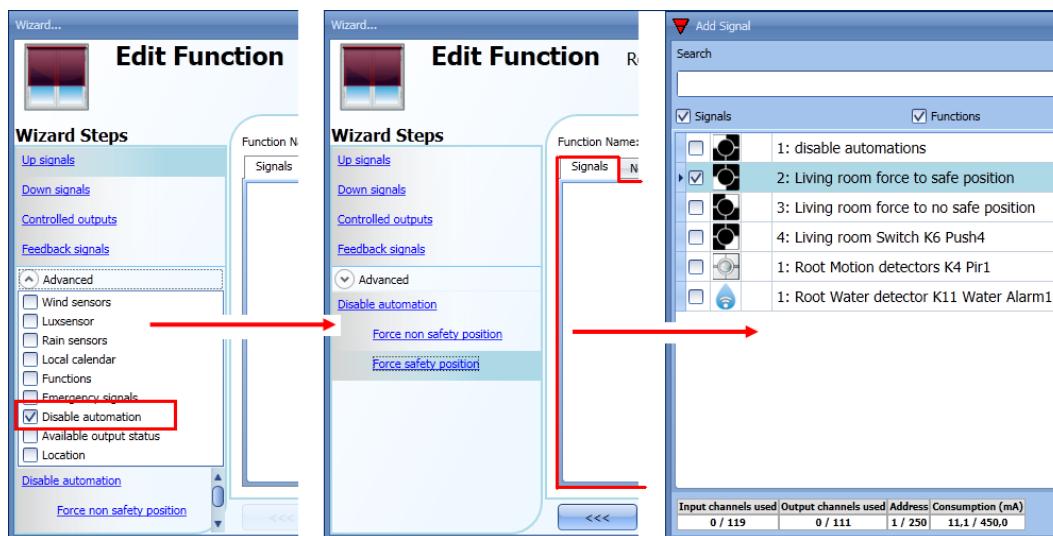 Wizard...
Edit Function
Wizard Steps
Up signals
Down signals
Controlled outputs
Feedback signals
Advanced
Wind sensors
Luxsensor
Rain sensors
Local calendar
Functions
Emergency signals
Disable automation
Available output status
Location
Disable automation
Force non safety position
Function N
Signals
<<<
Wizard...
Edit Function R
Wizard Steps
Up signals
Down signals
Controlled outputs
Feedback signals
Advanced
Disable automation
Force non safety position
Force safety position
Function Name:
Signals N
<<<
Add Signal
Search
Signals Functions
1: disable automations
2: Living room force to safe position
3: Living room force to no safe position
4: Living room Switch K6 Push4
1: Root Motion detectors K4 Pir1
1: Root Water detector K11 Water Alarm1
Input channels used Output channels used Address Consumption (mA)
0 / 119 0 / 111 1 / 250 11,1 / 450,0